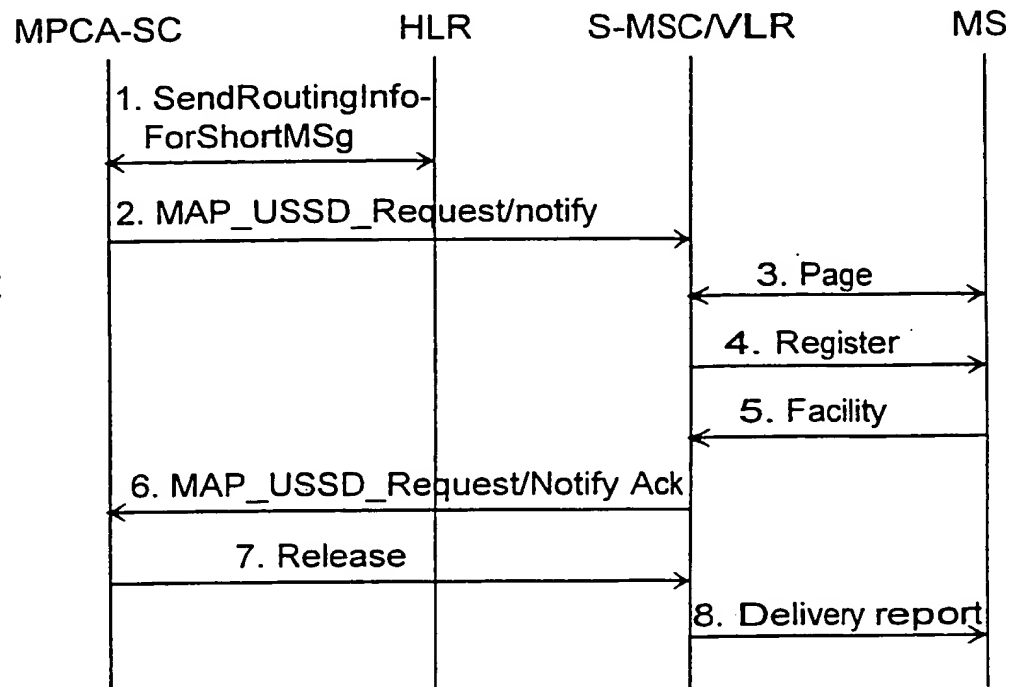 MPCA-SC HLR S-MSC/VLR MS
1. SendRoutingInfo-
ForShortMSg
2. MAP_USSD_Request/notify
3. Page
4. Register
5. Facility
6. MAP_USSD_Request/Notify Ack
7. Release
8. Delivery report